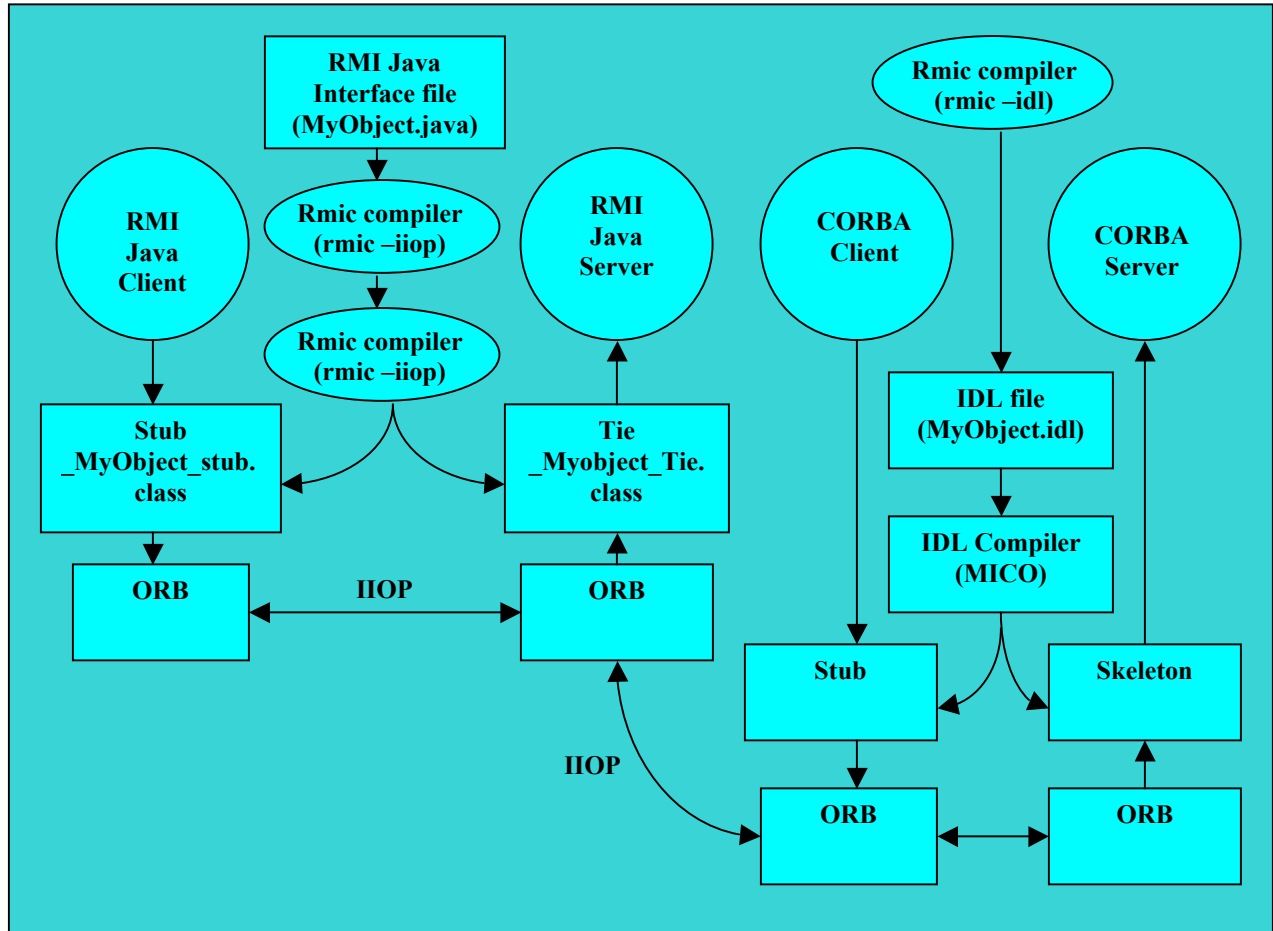 RMI Java
Interface file
(MyObject.java)
Rmic compiler
(rmic –idl)
RMI
Java
Client
Rmic compiler
(rmic –iiop)
RMI
Java
Server
CORBA
Client
CORBA
Server
Rmic compiler
(rmic –iiop)
Stub
_MyObject_stub.
class
Tie
_Myobject_Tie.
class
IDL file
(MyObject.idl)
IDL Compiler
(MICO)
ORB
IIOP
ORB
Stub
Skeleton
IIOP
ORB
ORB